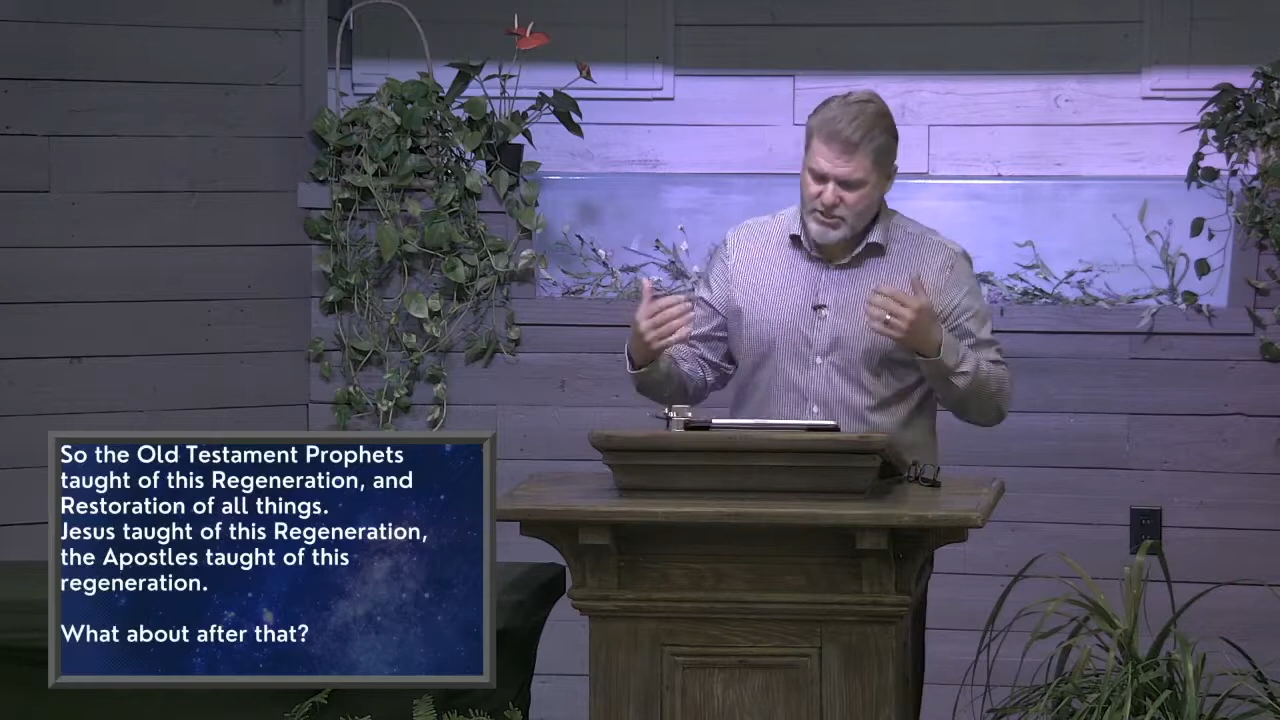 So the Old Testament Prophets
taught of this Regeneration, and
Restoration of all things.
Jesus taught of this Regeneration,
the Apostles taught of this
regeneration.
What about after that?